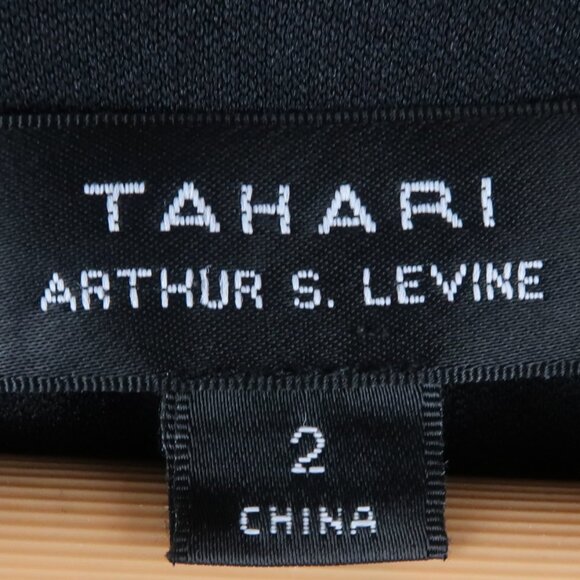 TAHARI
ARTHUR S. LEVINE
2
CHINA